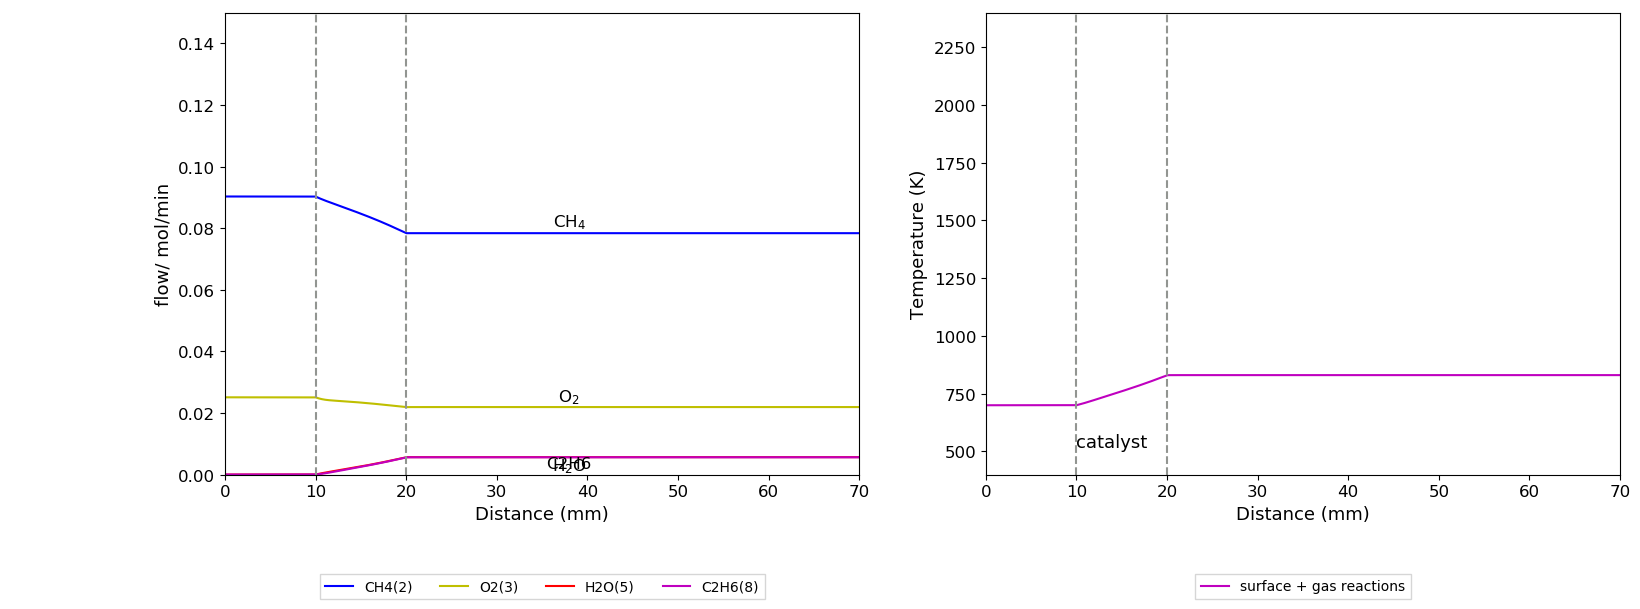 flow/ mol/min
0.14
0.12
0.10
0.08
0.06
0.04
0.02
0.00
CH₄
O₂
C2H6
H₂O
0 10 20 30 40 50 60 70
Distance (mm)
CH4(2) O2(3) H2O(5) C2H6(8)
Temperature (K)
2250
2000
1750
1500
1250
1000
750
500
catalyst
0 10 20 30 40 50 60 70
Distance (mm)
surface + gas reactions